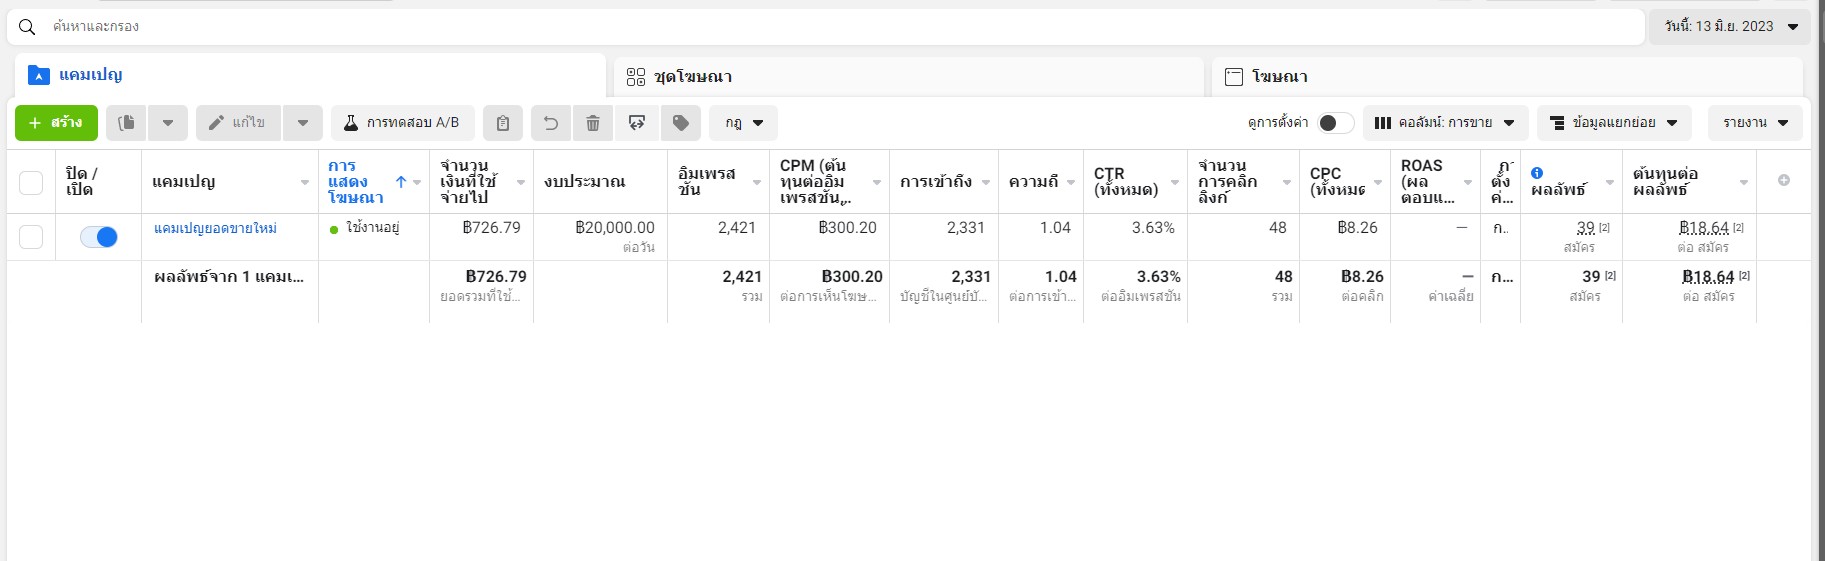 ค้นหาและกรอง
วันนี้: 13 มิ.ย. 2023
แคมเปญ
ชุดโฆษณา
โฆษณา
+ สร้าง
แก้ไข
การทดสอบ A/B
กฎ
ดูการตั้งค่า
คอลัมน์: การขาย
ข้อมูลแยกย่อย
รายงาน
ปิด /
เปิด
แคมเปญ
การ
แสดง
โฆษณา
จำนวน
เงินที่ใช้
จ่ายไป
งบประมาณ
อิมเพรส
ชัน
CPM (ต้น
ทุนต่ออิม
เพรสชัน...
การเข้าถึง
ความถี่
CTR
(ทั้งหมด)
จำนวน
การคลิก
ลิงก์
CPC
(ทั้งหมด
ROAS
(ผล
ตอบแ...
กา
ตั้ง
ค่...
ผลลัพธ์
ต้นทุนต่อ
ผลลัพธ์
แคมเปญยอดขายใหม่
ใช้งานอยู่
฿726.79
฿20,000.00
ต่อวัน
2,421
฿300.20
2,331
1.04
3.63%
48
฿8.26
—
ก...
39 [2]
สมัคร
฿18.64 [2]
ต่อ สมัคร
ผลลัพธ์จาก 1 แคมเ...
฿726.79
ยอดรวมที่ใช้...
2,421
รวม
฿300.20
ต่อการเห็นโฆษ...
2,331
บัญชีในศูนย์บั...
1.04
ต่อการเข้า...
3.63%
ต่ออิมเพรสชัน
48
รวม
฿8.26
ต่อคลิก
—
ค่าเฉลี่ย
ก...
39 [2]
สมัคร
฿18.64 [2]
ต่อ สมัคร